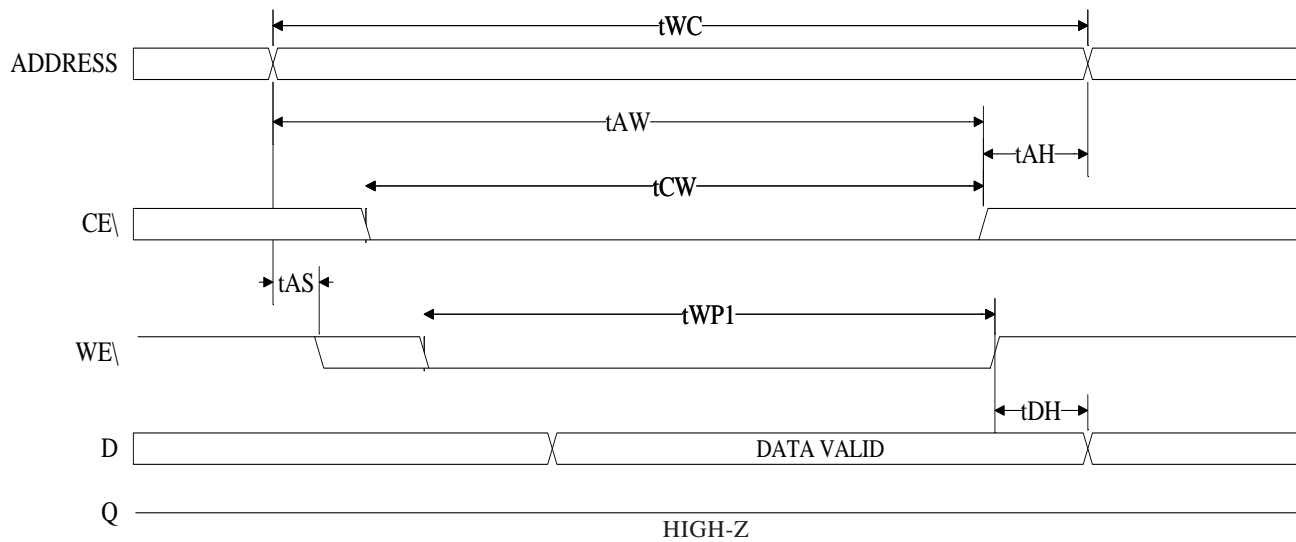 tWC
ADDRESS
tAW
tAH
tCW
CE\
tAS
tWP1
WE\
tDH
D
DATA VALID
Q
HIGH-Z